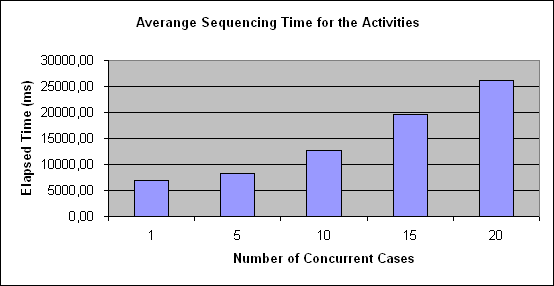 Averange Sequencing Time for the Activities
30000,00
25000,00
20000,00
15000,00
10000,00
5000,00
0,00
Elapsed Time (ms)
1 5 10 15 20
Number of Concurrent Cases